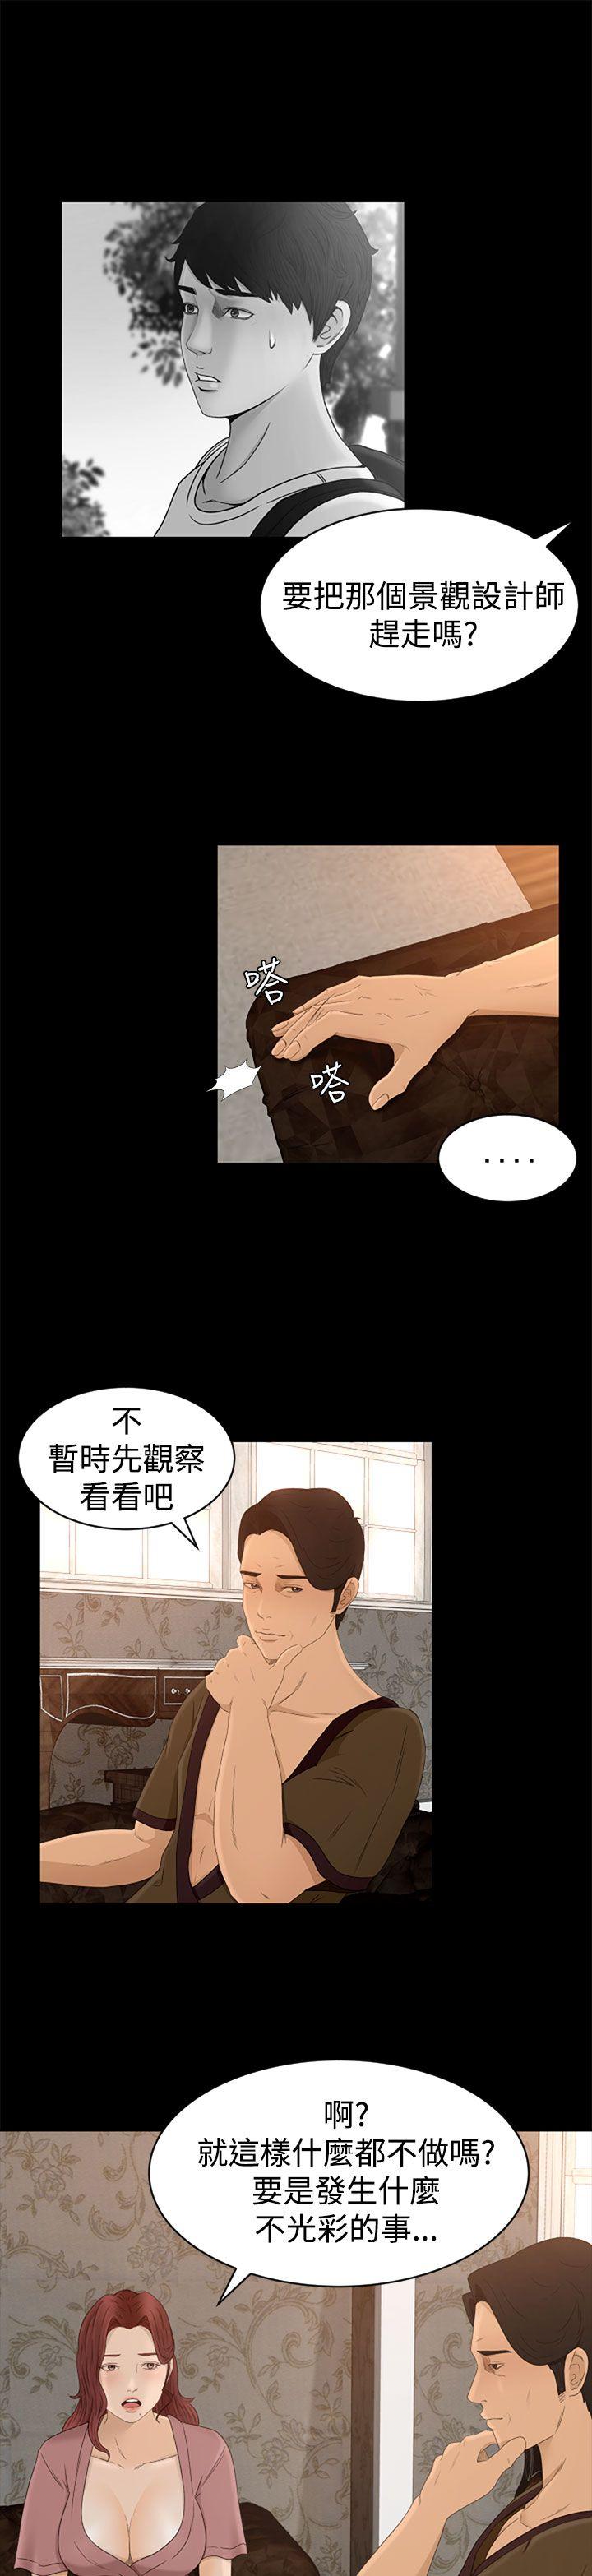 要把那個景觀設計師
趕走嗎?
嗒
嗒
....
不
暫時先觀察
看看吧
啊?
就這樣什麼都不做嗎?
要是發生什麼
不光彩的事...